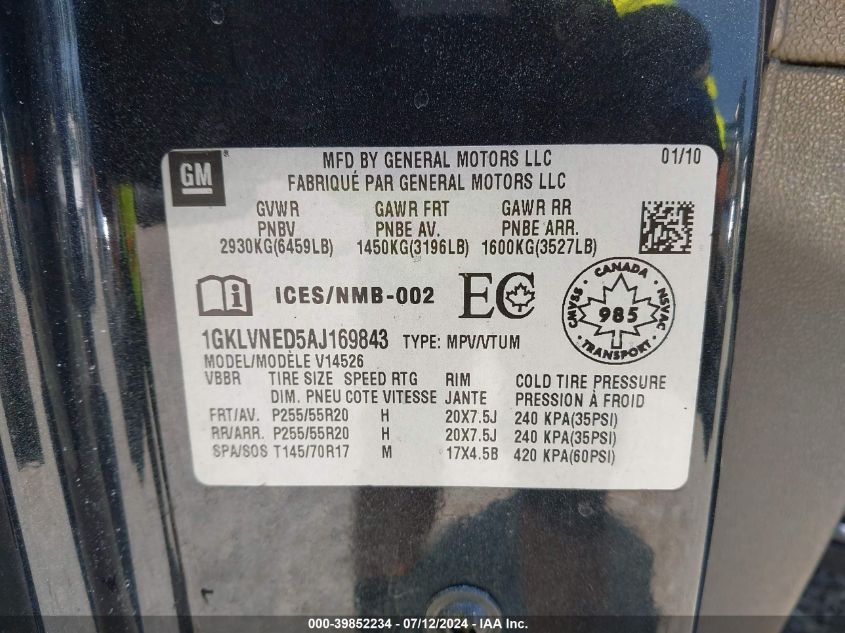 GM
MFD BY GENERAL MOTORS LLC 01/10
FABRIQUÉ PAR GENERAL MOTORS LLC
GVWR GAWR FRT GAWR RR
PNBV PNBE AV. PNBE ARR.
2930KG(6459LB) 1450KG(3196LB) 1600KG(3527LB)
ICES/NMB-002 EC
CANADA
CMVSS 985 NSVAC
TRANSPORT
1GKLVNED5AJ169843 TYPE: MPV/VTUM
MODEL/MODÈLE V14526
VBBR TIRE SIZE SPEED RTG RIM COLD TIRE PRESSURE
DIM. PNEU COTE VITESSE JANTE PRESSION À FROID
FRT/AV. P255/55R20 H 20X7.5J 240 KPA(35PSI)
RR/ARR. P255/55R20 H 20X7.5J 240 KPA(35PSI)
SPA/SOS T145/70R17 M 17X4.5B 420 KPA(60PSI)
000-39852234 - 07/12/2024 - IAAI.com